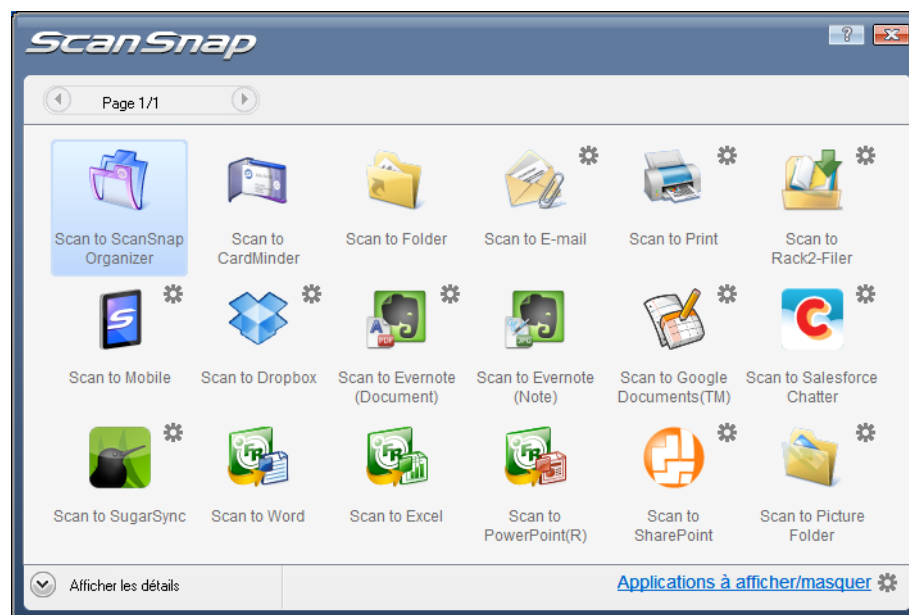 ScanSnap
Page 1/1
Scan to ScanSnap
Organizer
Scan to
CardMinder
Scan to Folder
Scan to E-mail
Scan to Print
Scan to
Rack2-Filer
Scan to Mobile
Scan to Dropbox
Scan to Evernote
(Document)
Scan to Evernote
(Note)
Scan to Google
Documents(TM)
Scan to Salesforce
Chatter
Scan to SugarSync
Scan to Word
Scan to Excel
Scan to
PowerPoint(R)
Scan to
SharePoint
Scan to Picture
Folder
Afficher les détails
Applications à afficher/masquer